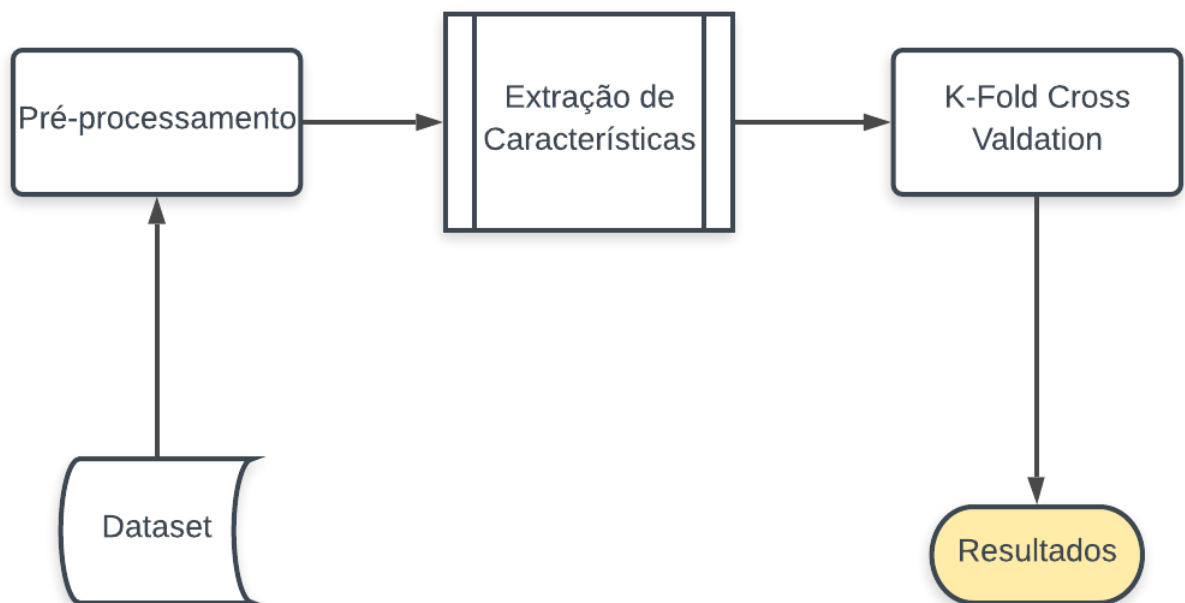 Pré-processamento
Extração de
Características
K-Fold Cross
Valdation
Dataset
Resultados